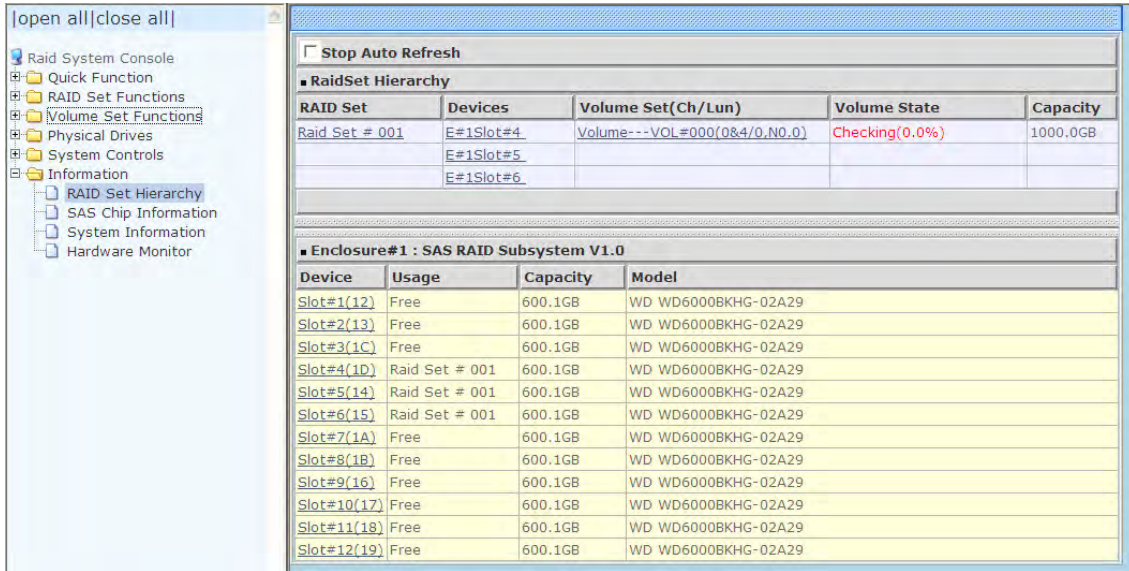 |open all|close all|
Raid System Console
Quick Function
RAID Set Functions
Volume Set Functions
Physical Drives
System Controls
Information
RAID Set Hierarchy
SAS Chip Information
System Information
Hardware Monitor
Stop Auto Refresh
RaidSet Hierarchy
RAID Set Devices Volume Set(Ch/Lun) Volume State Capacity
Raid Set # 001 E#1Slot#4 Volume---VOL#000(0&4/0,N0.0) Checking(0.0%) 1000.0GB
E#1Slot#5
E#1Slot#6
Enclosure#1 : SAS RAID Subsystem V1.0
Device Usage Capacity Model
Slot#1(12) Free 600.1GB WD WD6000BKHG-02A29
Slot#2(13) Free 600.1GB WD WD6000BKHG-02A29
Slot#3(1C) Free 600.1GB WD WD6000BKHG-02A29
Slot#4(1D) Raid Set # 001 600.1GB WD WD6000BKHG-02A29
Slot#5(14) Raid Set # 001 600.1GB WD WD6000BKHG-02A29
Slot#6(15) Raid Set # 001 600.1GB WD WD6000BKHG-02A29
Slot#7(1A) Free 600.1GB WD WD6000BKHG-02A29
Slot#8(1B) Free 600.1GB WD WD6000BKHG-02A29
Slot#9(16) Free 600.1GB WD WD6000BKHG-02A29
Slot#10(17) Free 600.1GB WD WD6000BKHG-02A29
Slot#11(18) Free 600.1GB WD WD6000BKHG-02A29
Slot#12(19) Free 600.1GB WD WD6000BKHG-02A29